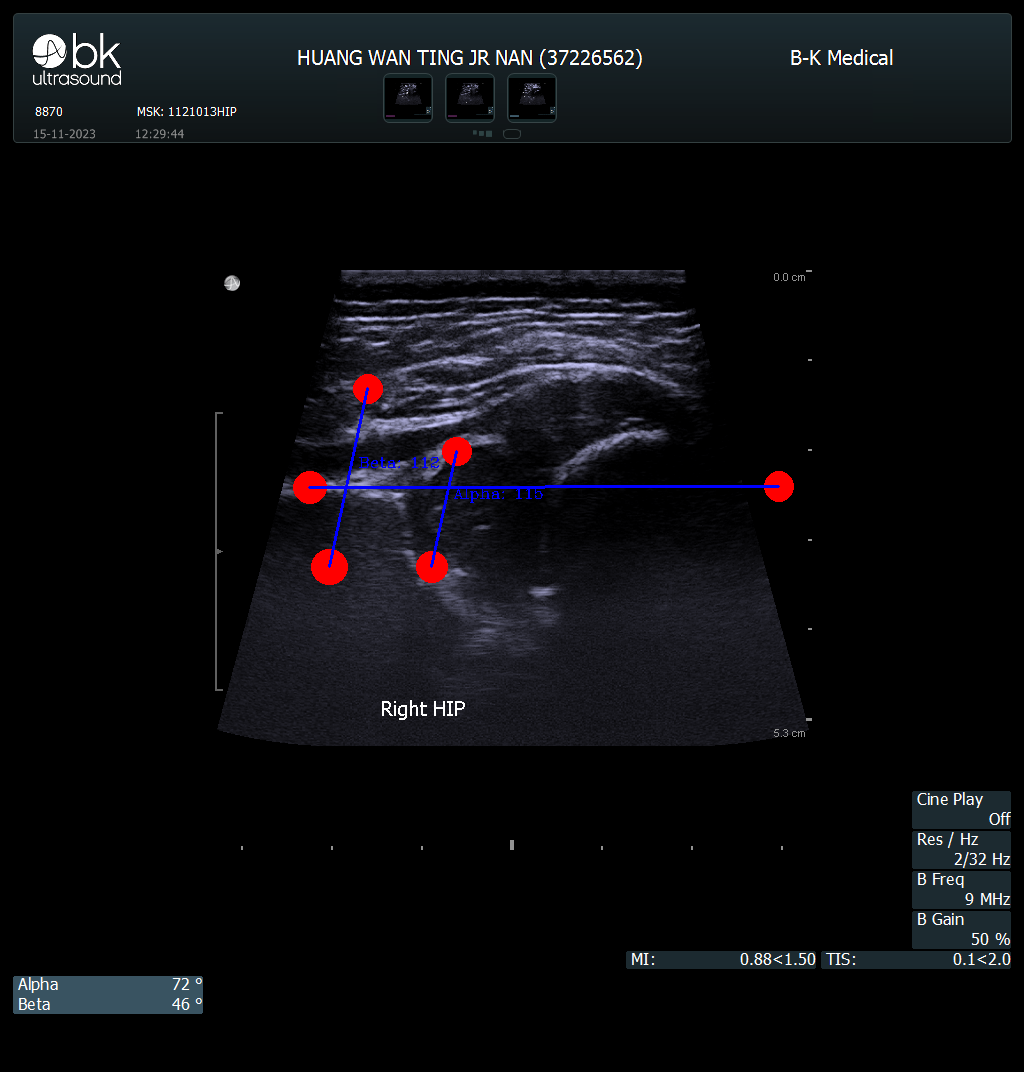 bk
ultrasound
HUANG WAN TING JR NAN (37226562)
B-K Medical
8870
MSK: 1121013HIP
15-11-2023
12:29:44
0.0 cm
Beta: 112
Alpha: 115
Right HIP
5.3 cm
Cine Play
Off
Res / Hz
2/32 Hz
B Freq
9 MHz
B Gain
50 %
MI: 0.88<1.50
TIS: 0.1<2.0
Alpha 72 º
Beta 46 º